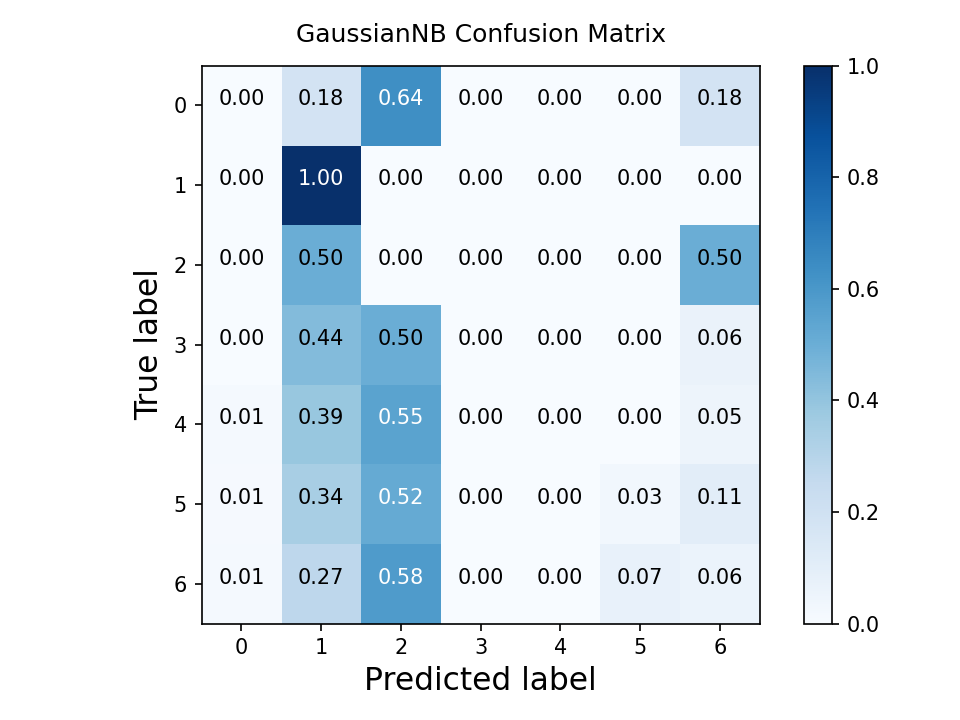 GaussianNB Confusion Matrix
0 0.00 0.18 0.64 0.00 0.00 0.00 0.18
1 0.00 1.00 0.00 0.00 0.00 0.00 0.00
2 0.00 0.50 0.00 0.00 0.00 0.00 0.50
3 0.00 0.44 0.50 0.00 0.00 0.00 0.06
4 0.01 0.39 0.55 0.00 0.00 0.00 0.05
5 0.01 0.34 0.52 0.00 0.00 0.03 0.11
6 0.01 0.27 0.58 0.00 0.00 0.07 0.06
0 1 2 3 4 5 6
Predicted label
True label
1.0
0.8
0.6
0.4
0.2
0.0